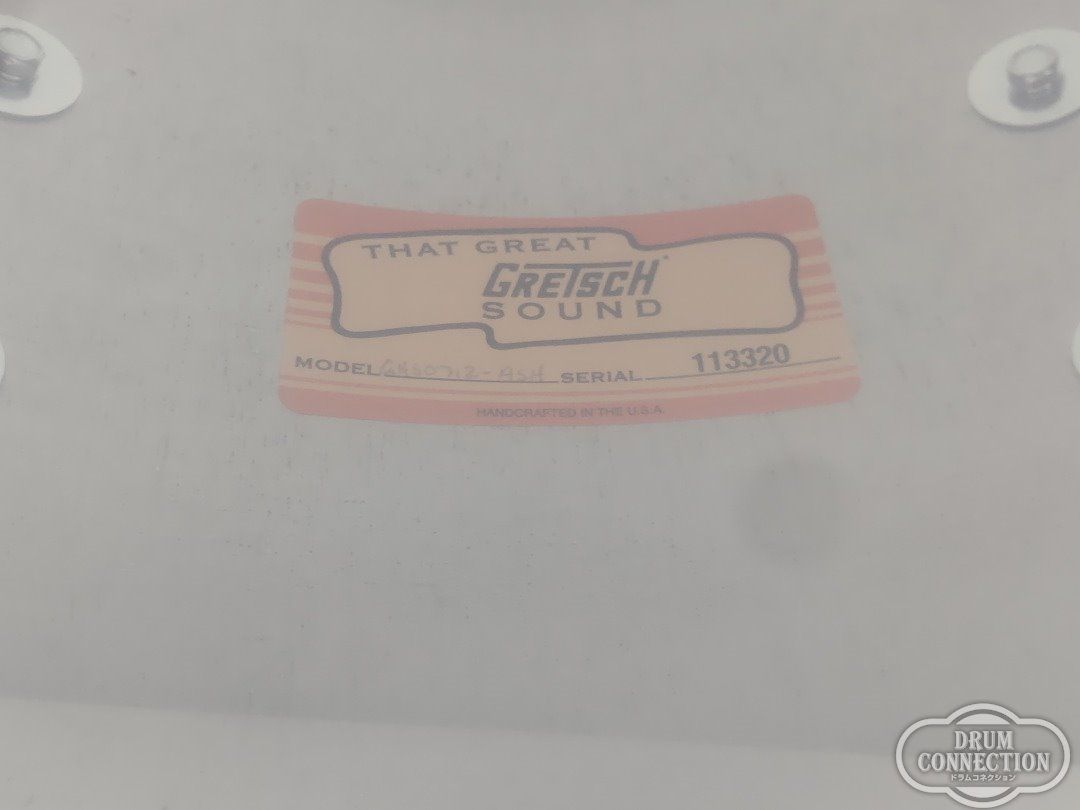 THAT GREAT
GRETSCH
SOUND
MODEL SERIAL 113320
HANDCRAFTED IN THE U.S.A.
DRUM
CONNECTION
ドラムコネクション